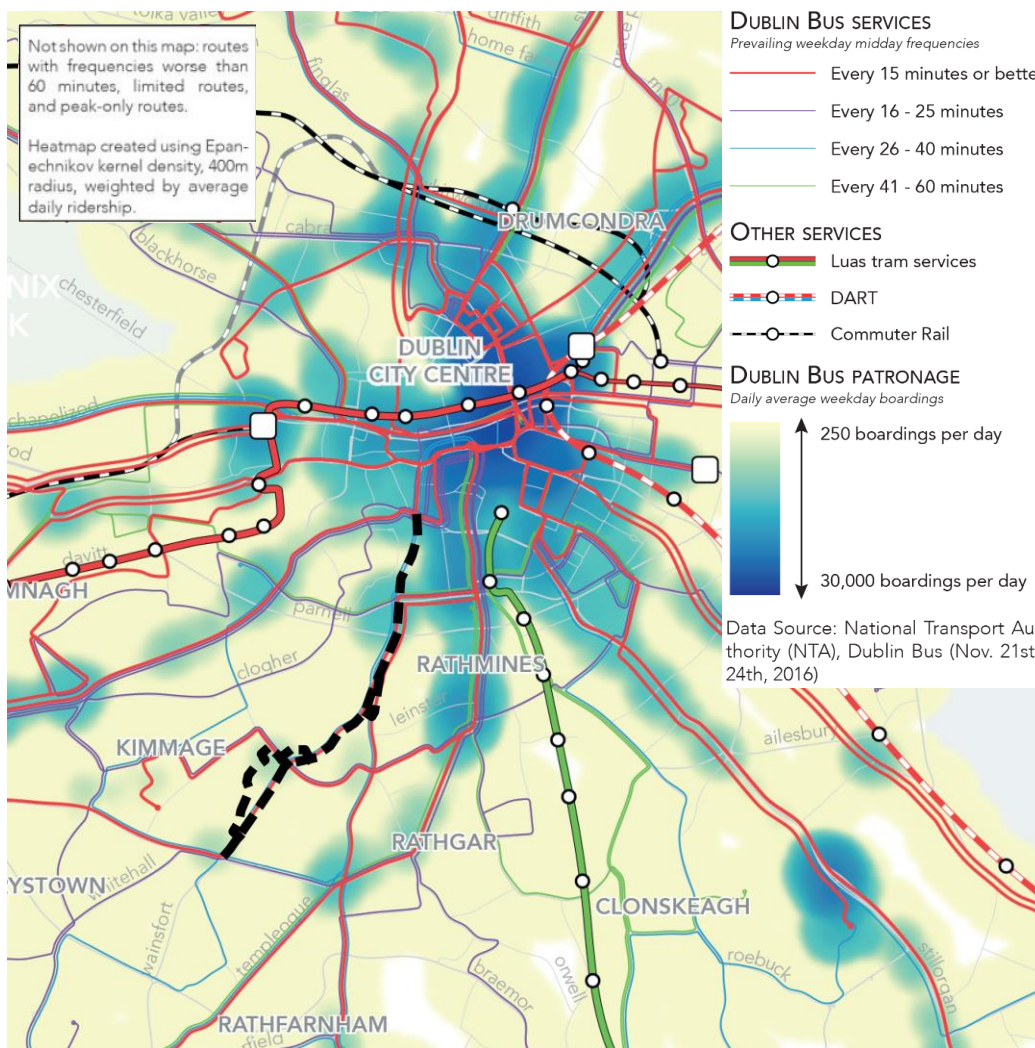 Not shown on this map: routes
with frequencies worse than
60 minutes, limited routes,
and peak-only routes.
Heatmap created using Epan-
echnikov kernel density, 400m
radius, weighted by average
daily ridership.
tolka valley
finglas
griffith
home fa
grace
DRUMCONDRA
cabra
blackhorse
NIX
K
chesterfield
DUBLIN
CITY CENTRE
chapelizod
rod
davitt
MNAGH
parnell
clogher
RATHMINES
leinster
KIMMAGE
ailesbury
RATHGAR
whitehall
YSTOWN
CLONSKEAGH
wainsfort
templeogue
roebuck
stillorgan
orwell
braemor
RATHFARNHAM
rfield
DUBLIN BUS SERVICES
Prevailing weekday midday frequencies
Every 15 minutes or bette
Every 16 - 25 minutes
Every 26 - 40 minutes
Every 41 - 60 minutes
OTHER SERVICES
Luas tram services
DART
Commuter Rail
DUBLIN BUS PATRONAGE
Daily average weekday boardings
250 boardings per day
30,000 boardings per day
Data Source: National Transport Au
thority (NTA), Dublin Bus (Nov. 21st
24th, 2016)